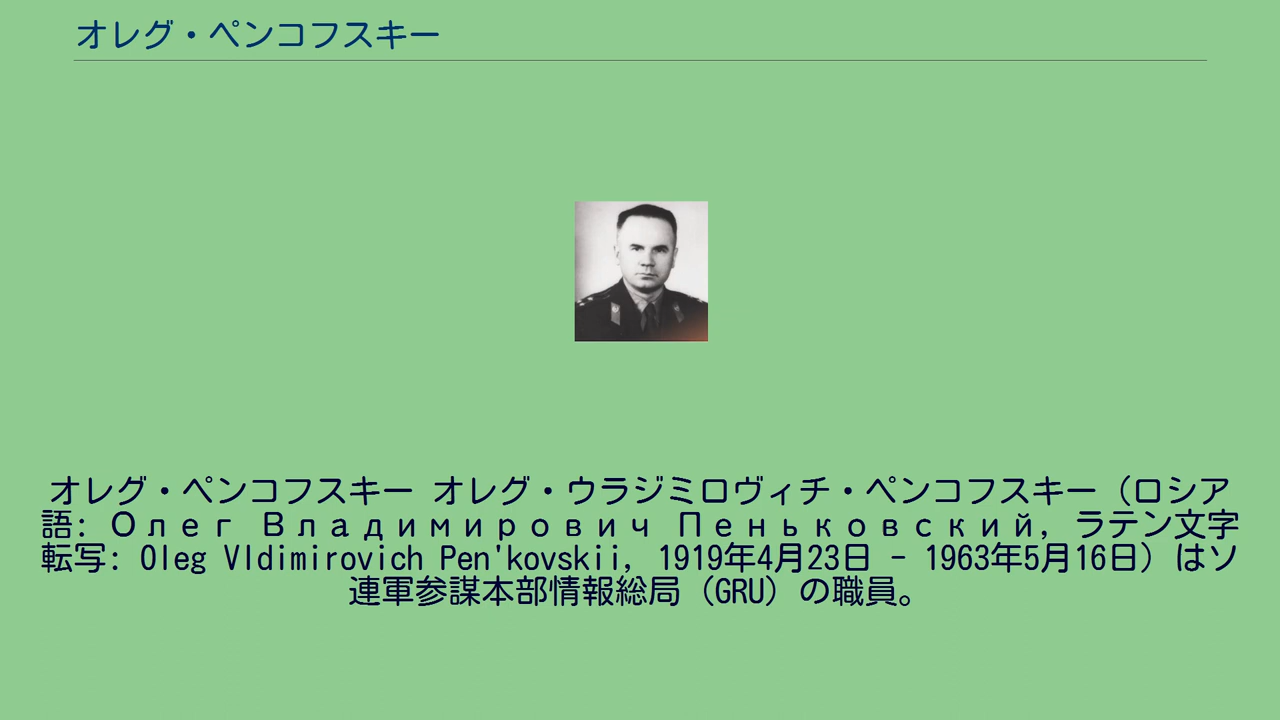 オレグ・ペンコフスキー
オレグ・ペンコフスキー オレグ・ウラジミロヴィチ・ペンコフスキー（ロシア
語: Олег Владимирович Пеньковский, ラテン文字
転写: Oleg Vldimirovich Pen'kovskii, 1919年4月23日 - 1963年5月16日）はソ
連軍参謀本部情報総局（GRU）の職員。